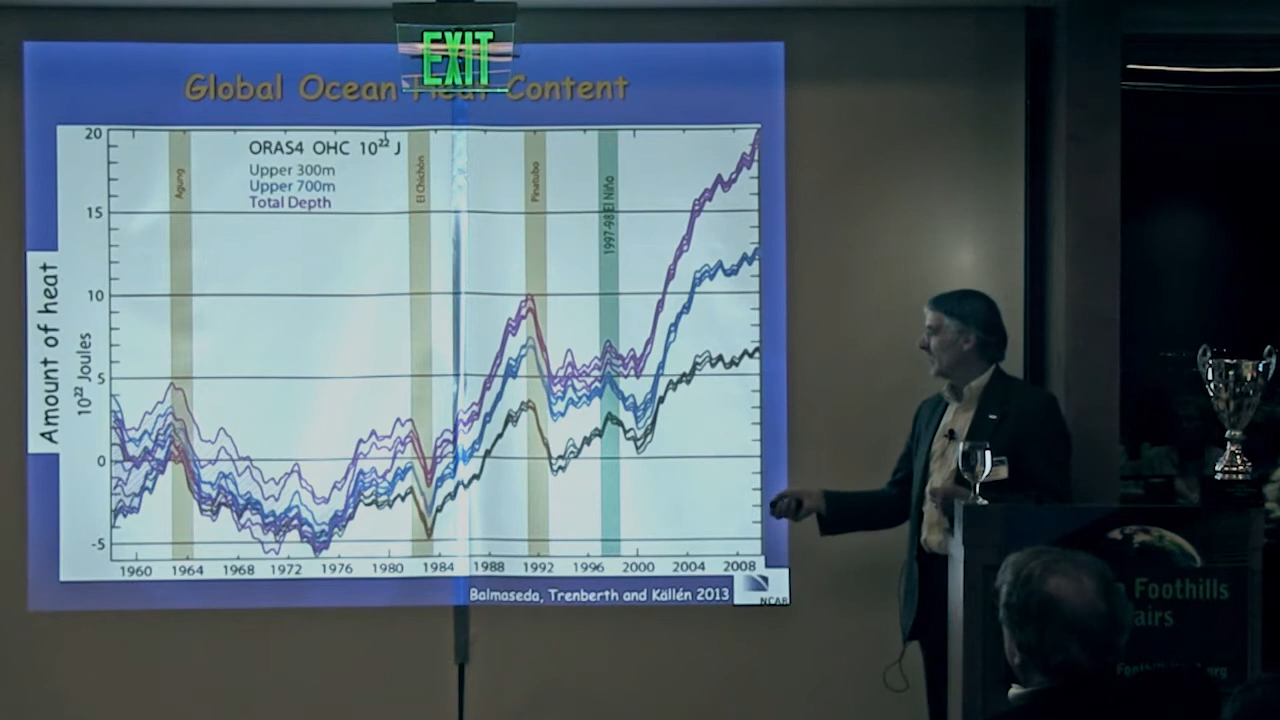 EXIT
Global Ocean Heat Content
ORAS4 OHC 10²² J
Upper 300m
Upper 700m
Total Depth
Agung
El Chichón
Pinatubo
1997-98 El Niño
20
15
10
5
0
-5
Amount of heat
10²² Joules
1960 1964 1968 1972 1976 1980 1984 1988 1992 1996 2000 2004 2008
Balmaseda, Trenberth and Källén 2013
NCAR
Foothills
airs